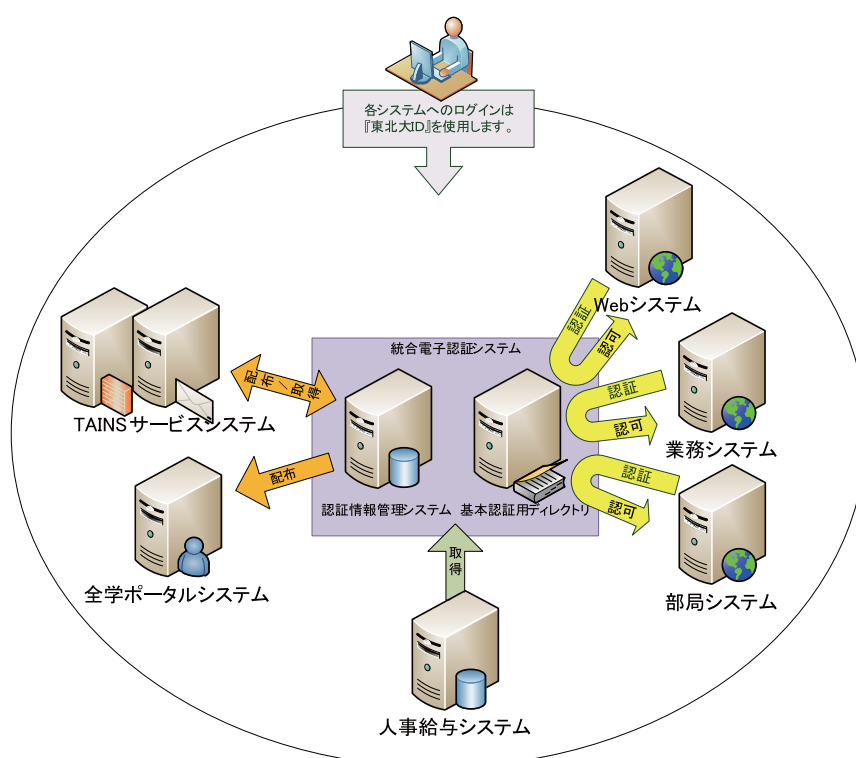 各システムへのログインは
『東北大ID』を使用します。
Webシステム
認証
認可
統合電子認証システム
配布/取得
認証
認可
TAINSサービスシステム
業務システム
配布
認証
認可
認証情報管理システム
基本認証用ディレクトリ
取得
全学ポータルシステム
部局システム
人事給与システム